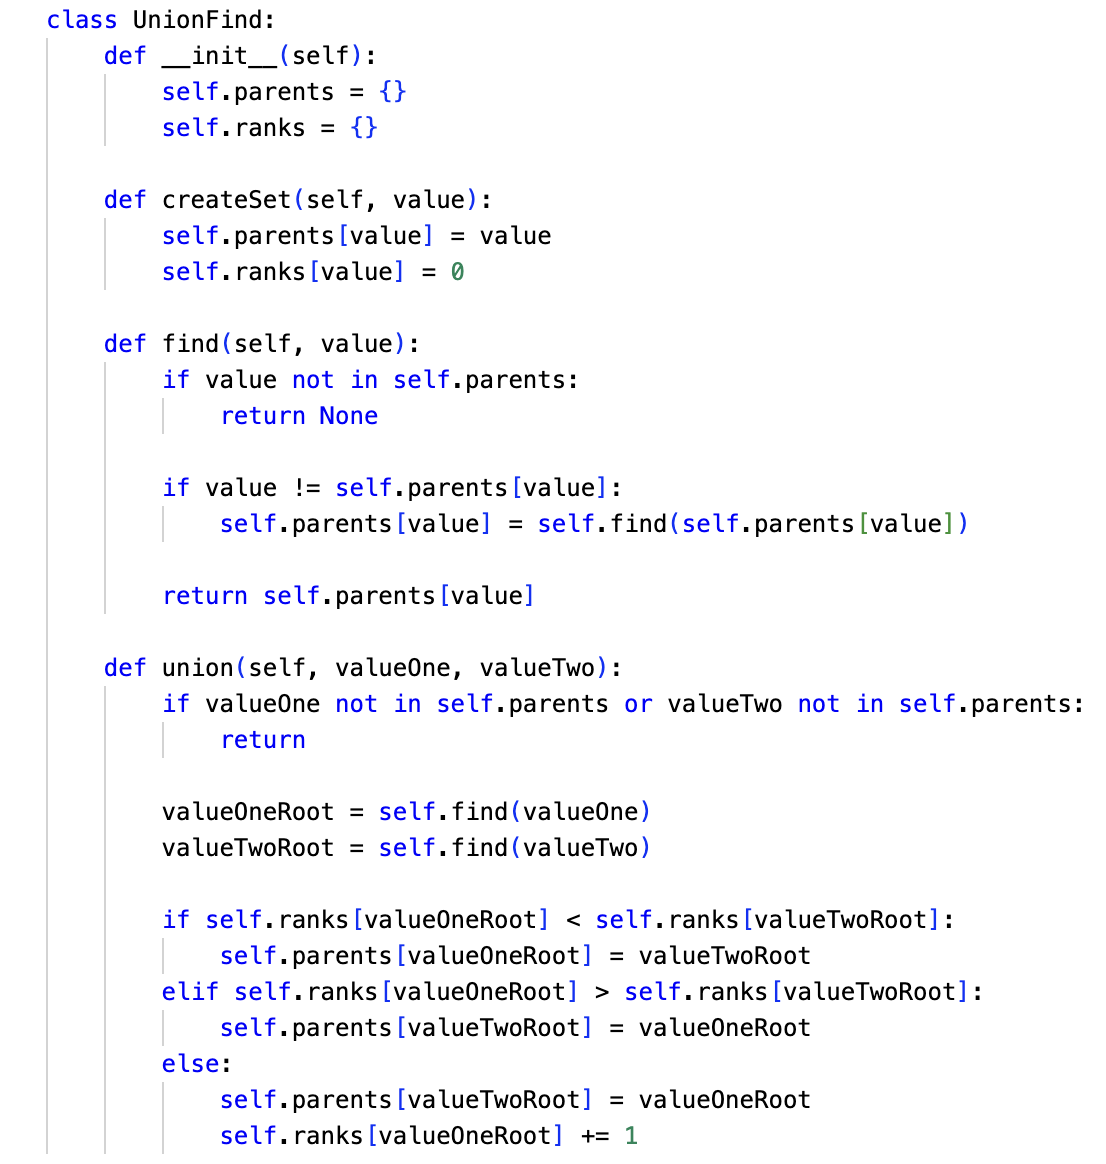 class UnionFind:
    def __init__(self):
        self.parents = {}
        self.ranks = {}

    def createSet(self, value):
        self.parents[value] = value
        self.ranks[value] = 0

    def find(self, value):
        if value not in self.parents:
            return None

        if value != self.parents[value]:
            self.parents[value] = self.find(self.parents[value])

        return self.parents[value]

    def union(self, valueOne, valueTwo):
        if valueOne not in self.parents or valueTwo not in self.parents:
            return

        valueOneRoot = self.find(valueOne)
        valueTwoRoot = self.find(valueTwo)

        if self.ranks[valueOneRoot] < self.ranks[valueTwoRoot]:
            self.parents[valueOneRoot] = valueTwoRoot
        elif self.ranks[valueOneRoot] > self.ranks[valueTwoRoot]:
            self.parents[valueTwoRoot] = valueOneRoot
        else:
            self.parents[valueTwoRoot] = valueOneRoot
            self.ranks[valueOneRoot] += 1